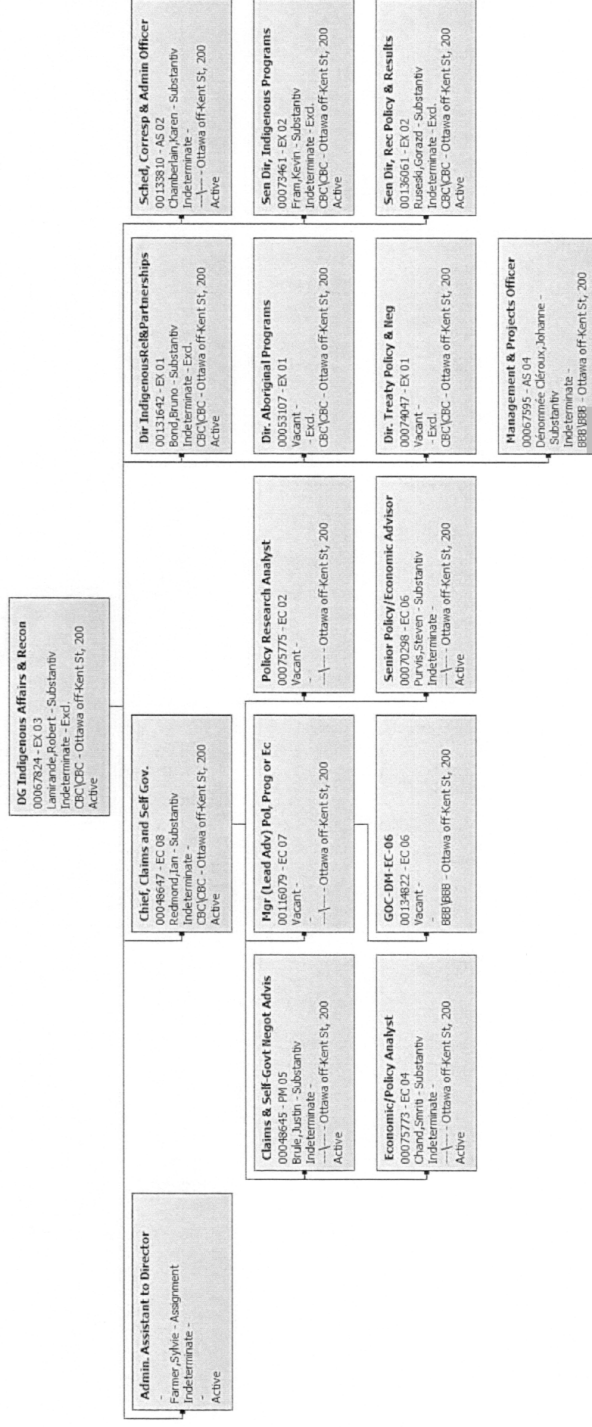 DG Indigenous Affairs & Recon
00067824 - EX 03
Lamirande,Robert - Substantiv
Indeterminate - Excl.
CBC\CBC - Ottawa off-Kent St, 200
Active
Admin. Assistant to Director
-
Farmer,Sylvie - Assignment
Indeterminate -
-
Active
Chief, Claims and Self Gov.
00048647 - EC 08
Redmond,Ian - Substantiv
Indeterminate -
CBC\CBC - Ottawa off-Kent St, 200
Active
Claims & Self-Govt Negot Advis
00048645 - PM 05
Brule,Justin - Substantiv
Indeterminate -
---\--- - Ottawa off-Kent St, 200
Active
Mgr (Lead Adv) Pol, Prog or Ec
00116079 - EC 07
Vacant -
-
---\--- - Ottawa off-Kent St, 200
Policy Research Analyst
00075775 - EC 02
Vacant -
-
---\--- - Ottawa off-Kent St, 200
Economic/Policy Analyst
00075773 - EC 04
Chand,Smriti - Substantiv
Indeterminate -
---\--- - Ottawa off-Kent St, 200
Active
GOC-DM-EC-06
00134822 - EC 06
Vacant -
-
BBB\BBB - Ottawa off-Kent St, 200
Senior Policy/Economic Advisor
00070298 - EC 06
Purvis,Steven - Substantiv
Indeterminate -
---\--- - Ottawa off-Kent St, 200
Active
Dir IndigenousRel&Partnerships
00131642 - EX 01
Bond,Bruno - Substantiv
Indeterminate - Excl.
CBC\CBC - Ottawa off-Kent St, 200
Active
Sched, Corresp & Admin Officer
00133810 - AS 02
Chamberlain,Karen - Substantiv
Indeterminate -
---\--- - Ottawa off-Kent St, 200
Active
Dir. Aboriginal Programs
00053107 - EX 01
Vacant -
- Excl.
CBC\CBC - Ottawa off-Kent St, 200
Sen Dir, Indigenous Programs
00073461 - EX 02
Fram,Kevin - Substantiv
Indeterminate - Excl.
CBC\CBC - Ottawa off-Kent St, 200
Active
Dir. Treaty Policy & Neg
00074047 - EX 01
Vacant -
- Excl.
CBC\CBC - Ottawa off-Kent St, 200
Sen Dir, Rec Policy & Results
00136061 - EX 02
Ruseski,Gorazd - Substantiv
Indeterminate - Excl.
CBC\CBC - Ottawa off-Kent St, 200
Active
Management & Projects Officer
00067595 - AS 04
Dénommée Cléroux,Johanne -
Substantiv
Indeterminate -
BBB\BBB - Ottawa off-Kent St, 200